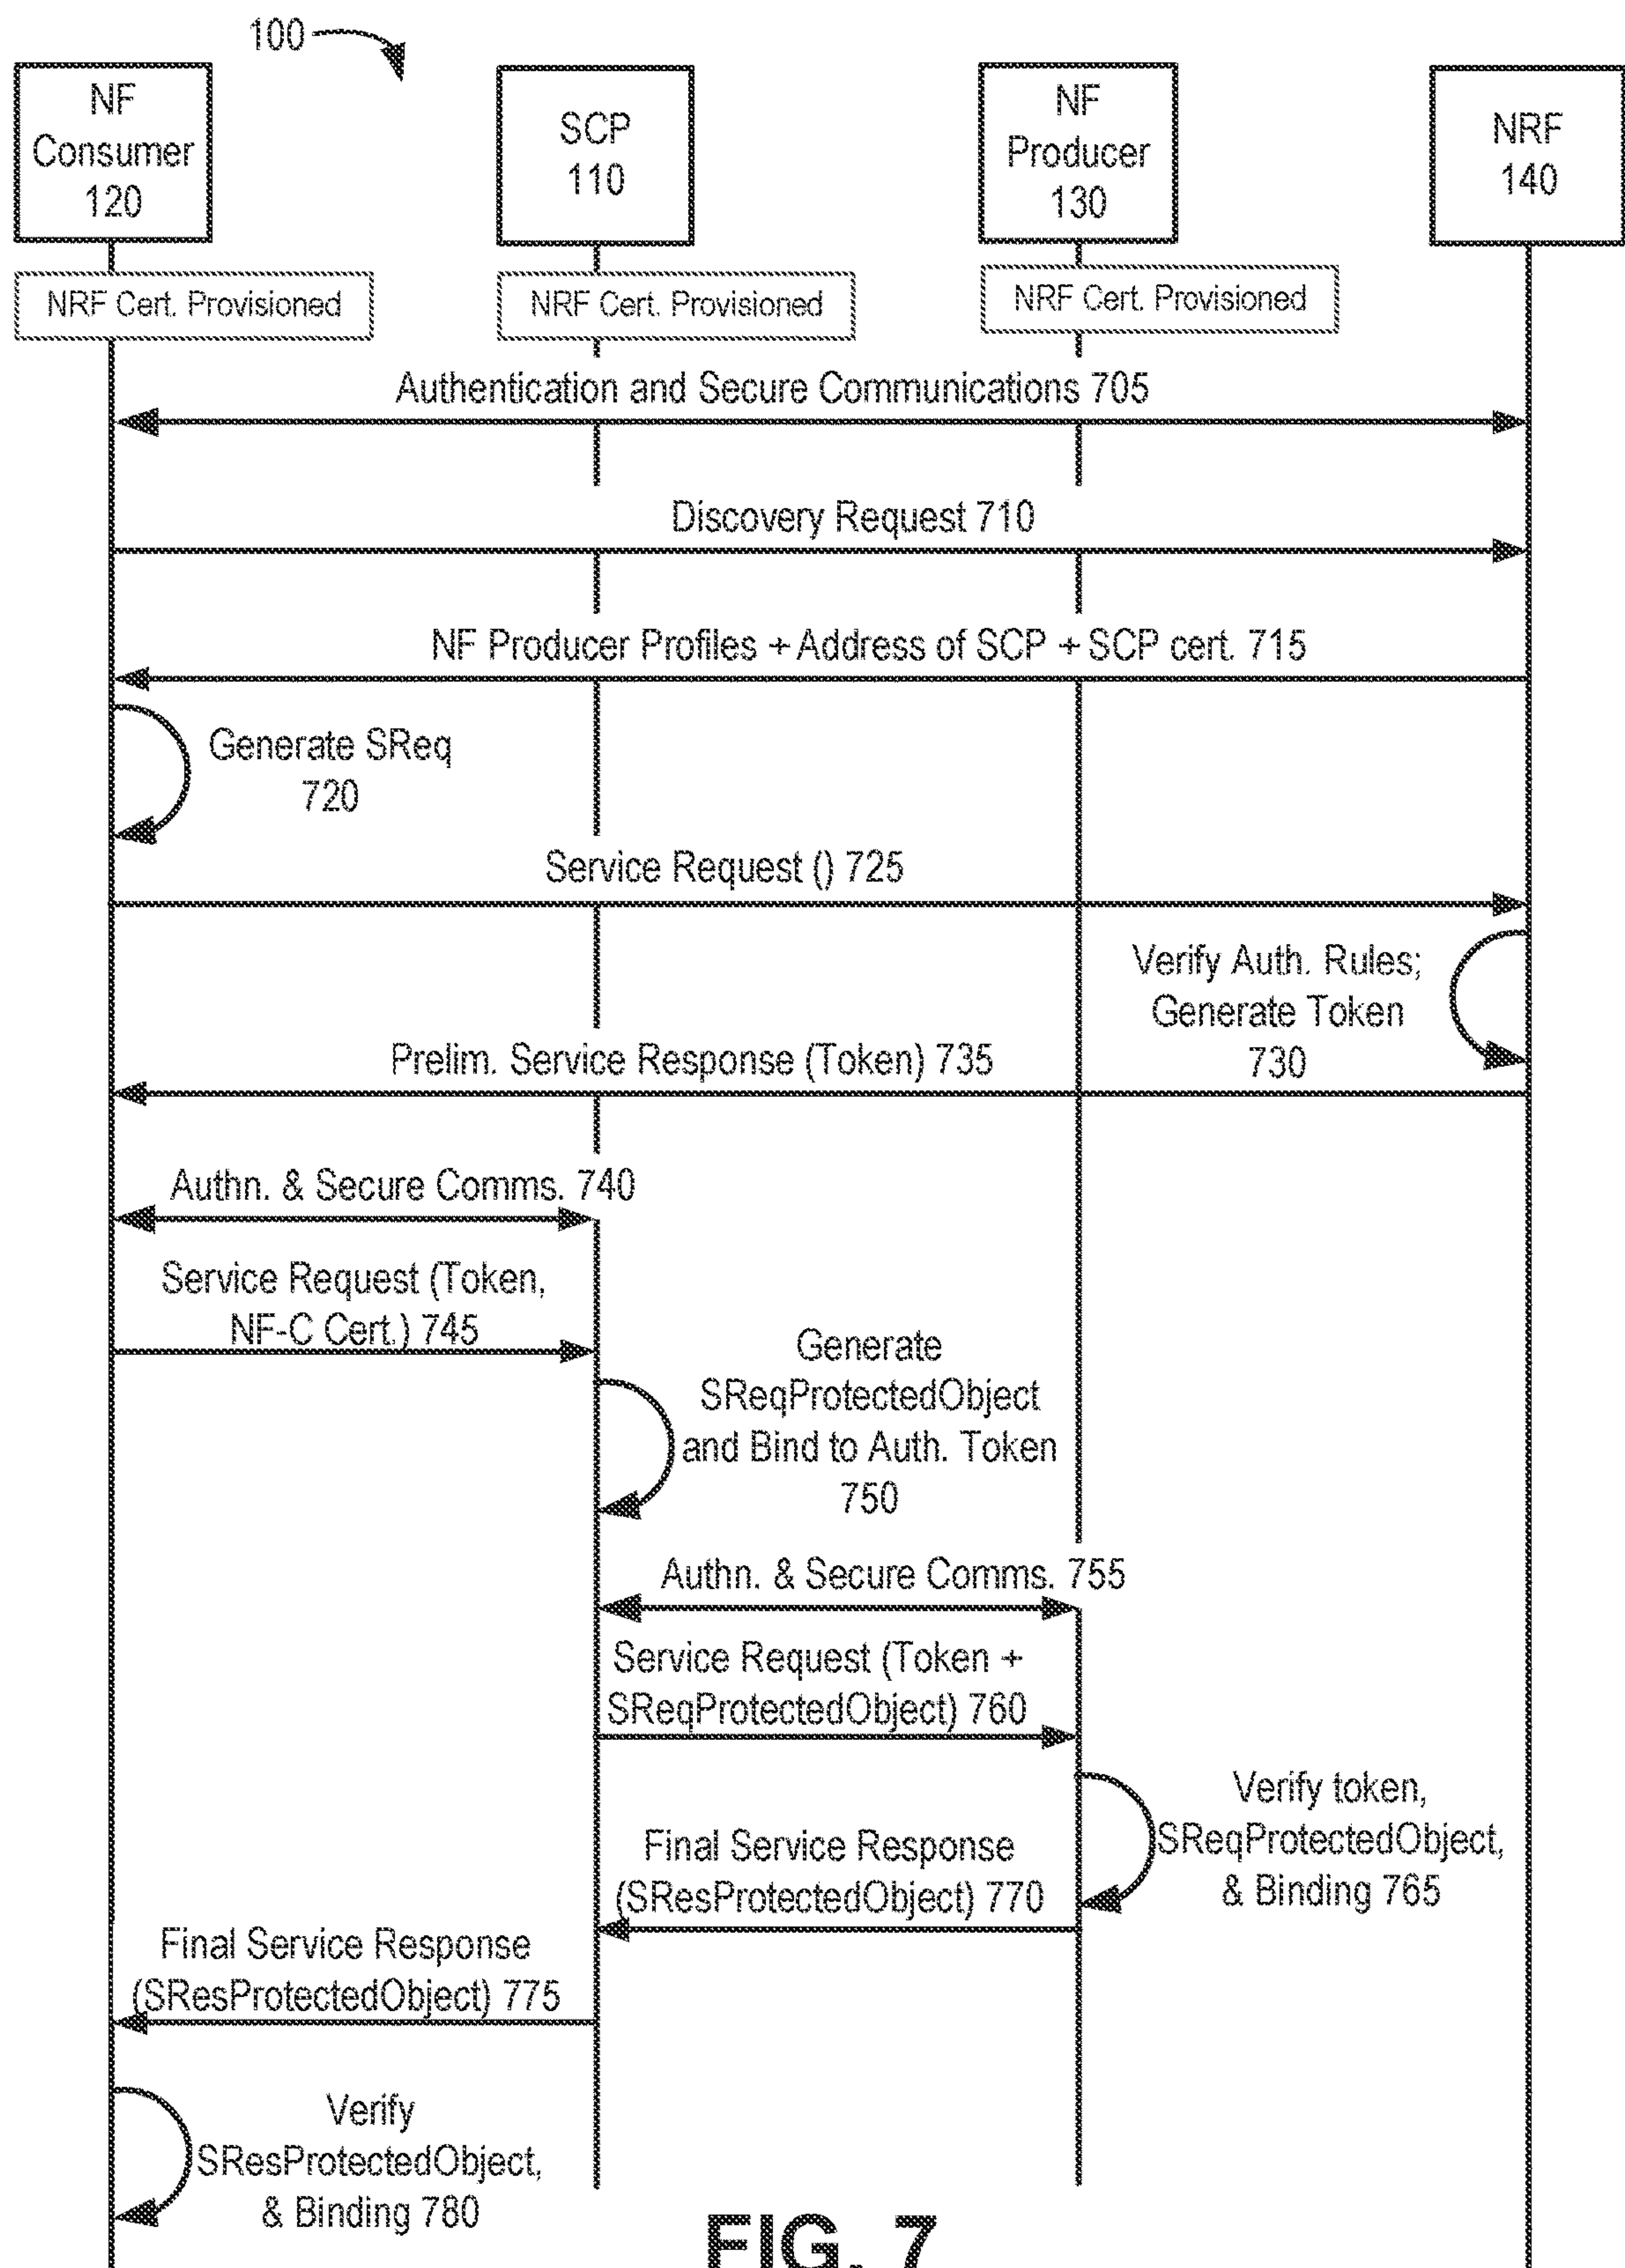 100
NF
Consumer
120
SCP
110
NF
Producer
130
NRF
140
NRF Cert. Provisioned
NRF Cert. Provisioned
NRF Cert. Provisioned
Authentication and Secure Communications 705
Discovery Request 710
NF Producer Profiles + Address of SCP + SCP cert. 715
Generate SReq
720
Service Request () 725
Verify Auth. Rules;
Generate Token
730
Prelim. Service Response (Token) 735
Authn. & Secure Comms. 740
Service Request (Token,
NF-C Cert.) 745
Generate
SReqProtectedObject
and Bind to Auth. Token
750
Authn. & Secure Comms. 755
Service Request (Token +
SReqProtectedObject) 760
Verify token,
SReqProtectedObject,
& Binding 765
Final Service Response
(SResProtectedObject) 770
Final Service Response
(SResProtectedObject) 775
Verify
SResProtectedObject,
& Binding 780
FIG. 7